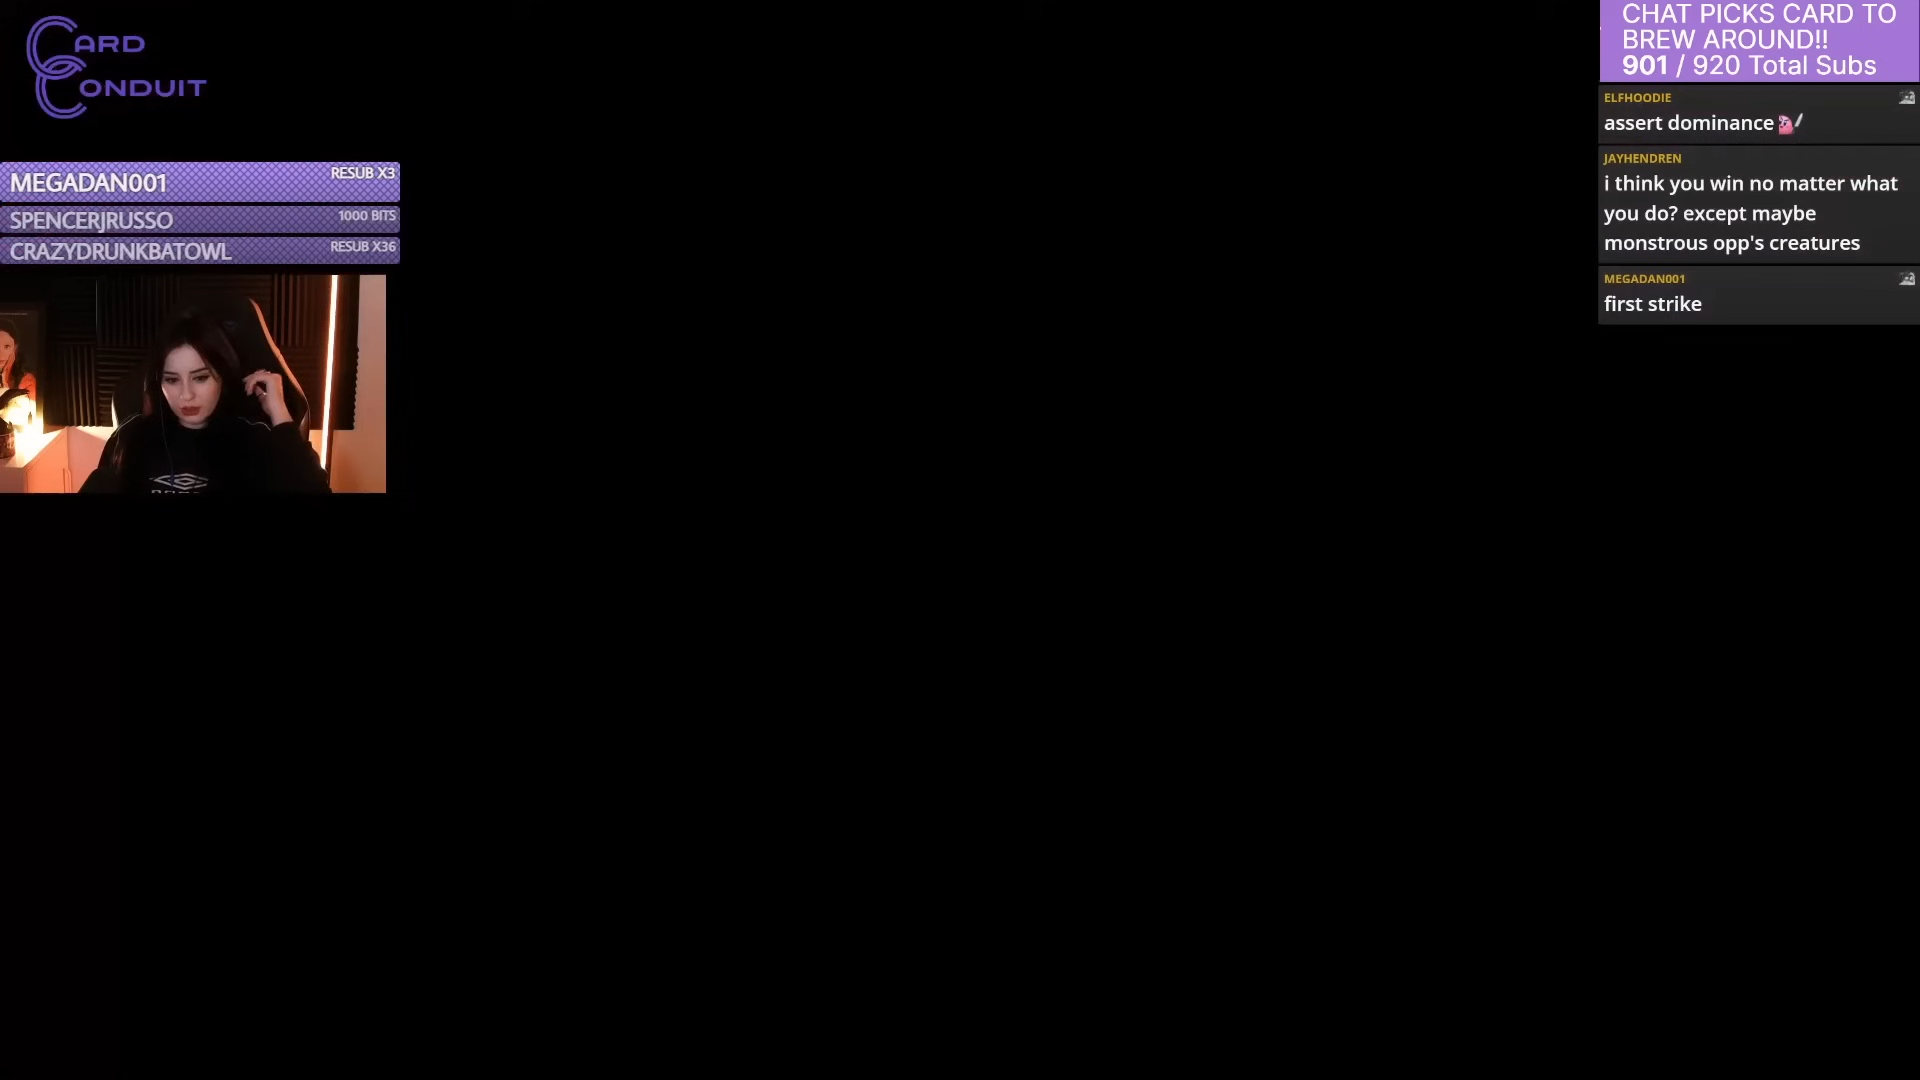 CARD
CONDUIT
MEGADAN001 RESUB X3
SPENCERJRUSSO 1000 BITS
CRAZYDRUNKBATOWL RESUB X36
CHAT PICKS CARD TO
BREW AROUND!!
901 / 920 Total Subs
ELFHOODIE
assert dominance
JAYHENDREN
i think you win no matter what
you do? except maybe
monstrous opp's creatures
MEGADAN001
first strike